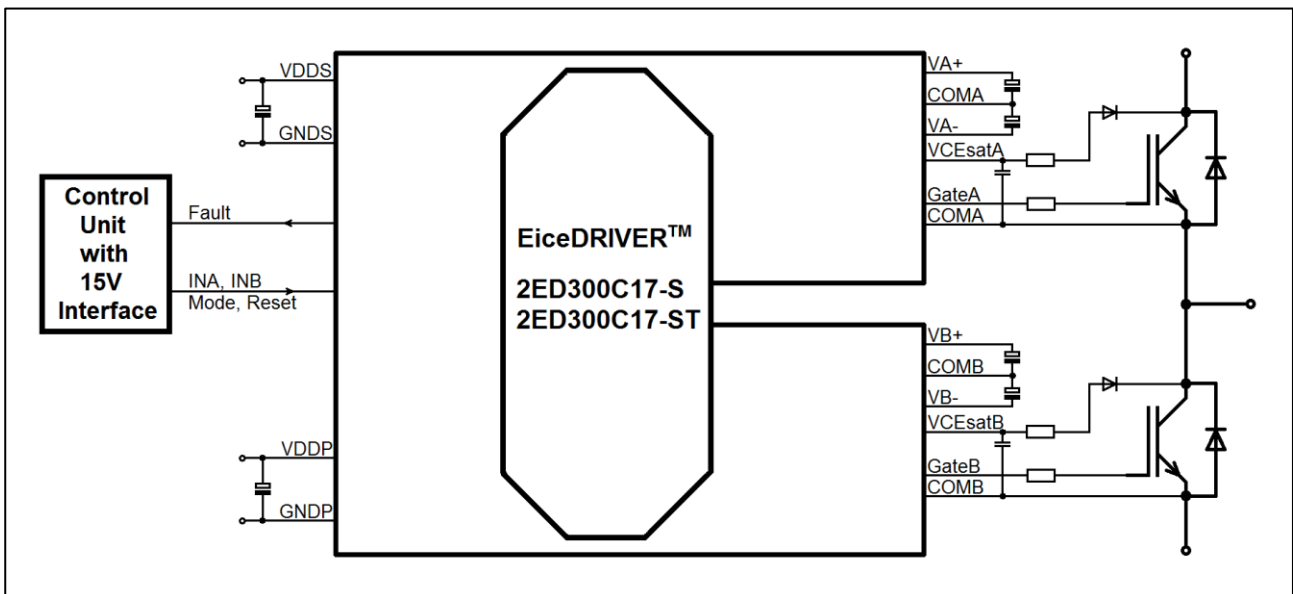 VDDS
GNDS
Control
Unit
with
15V
Interface
Fault
INA, INB
Mode, Reset
VDDP
GNDP
EiceDRIVER™
2ED300C17-S
2ED300C17-ST
VA+
COMA
VA-
VCEsatA
GateA
COMA
VB+
COMB
VB-
VCEsatB
GateB
COMB